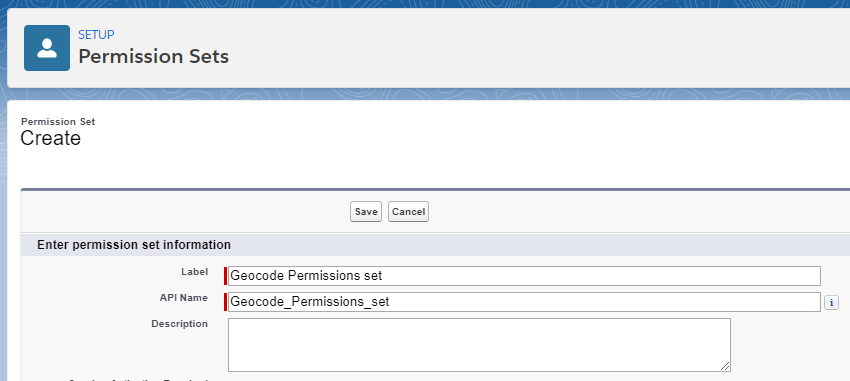 SETUP
Permission Sets
Permission Set
Create
Save Cancel
Enter permission set information
Label Geocode Permissions set
API Name Geocode_Permissions_set i
Description